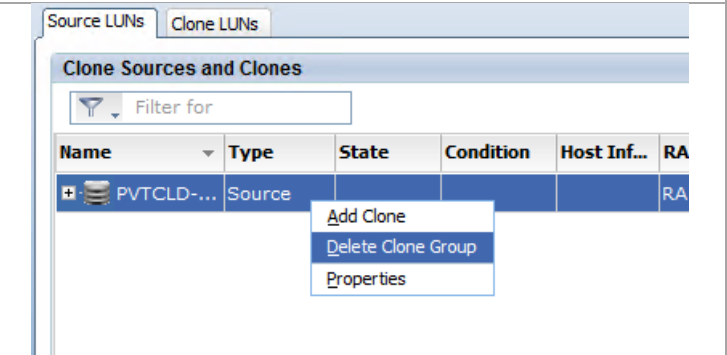 Source LUNs Clone LUNs
Clone Sources and Clones
Filter for
Name Type State Condition Host Inf... RA
PVTCLD-... Source RA
Add Clone
Delete Clone Group
Properties